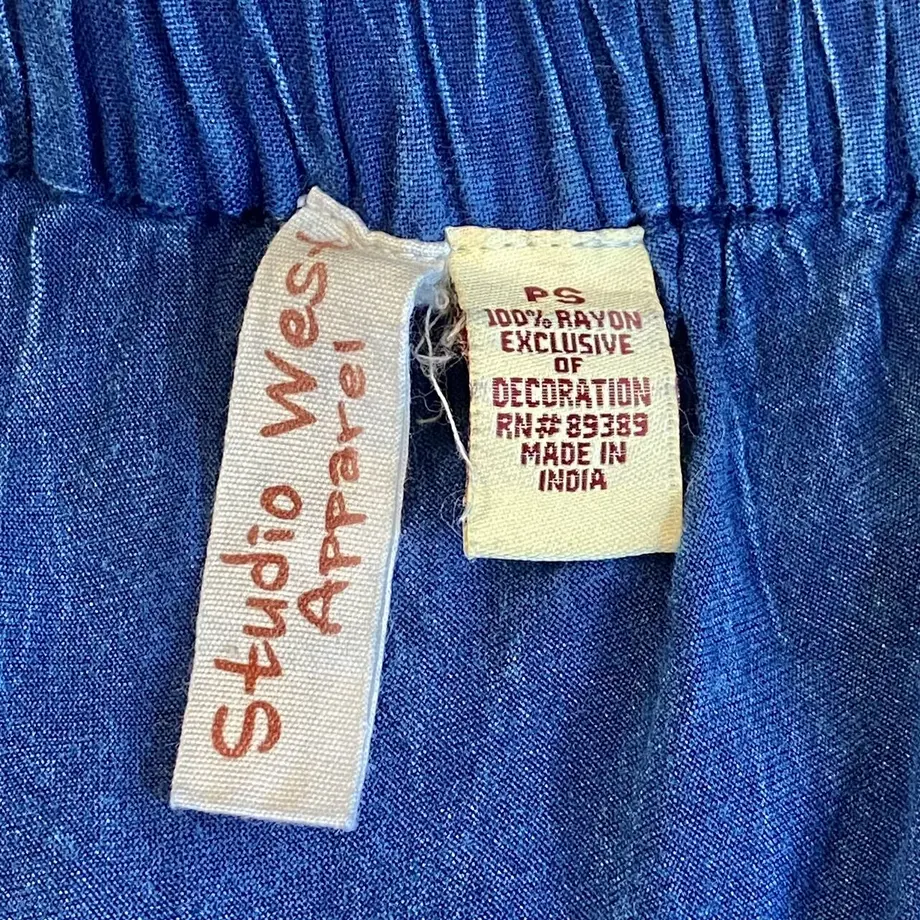 Studio West
Apparel
PS
100% RAYON
EXCLUSIVE
OF
DECORATION
RN# 89389
MADE IN
INDIA